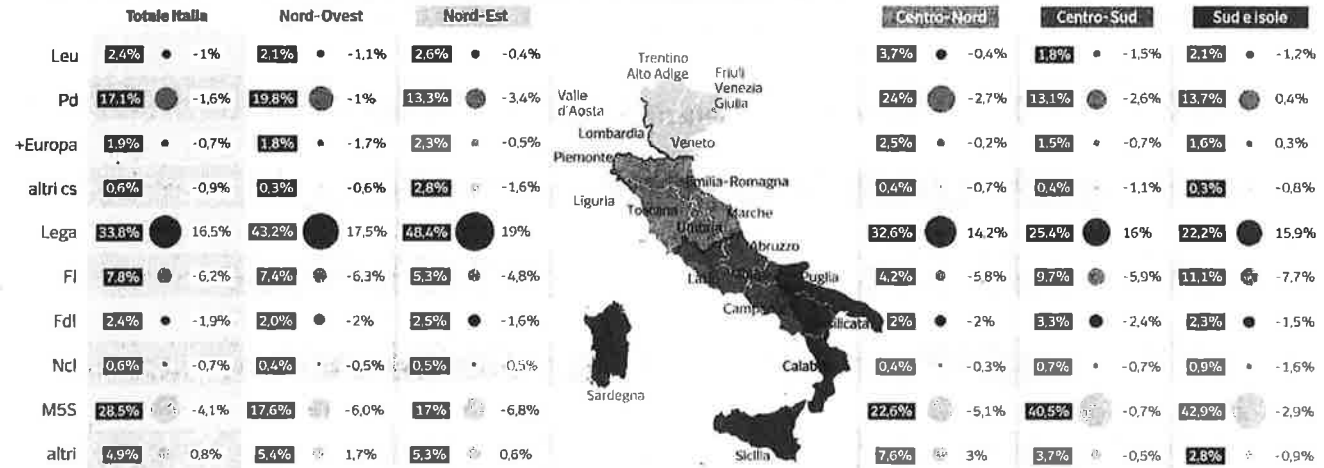 Totale Italia Nord-Ovest Nord-Est Centro-Nord Centro-Sud Sud e isole
Leu 2,4% -1% 2,1% -1,1% 2,6% -0,4% 3,7% -0,4% 1,8% -1,5% 2,1% -1,2%
Trentino
Alto Adige
Friuli
Venezia
Giulia
Pd 17,1% -1,6% 19,8% -1% 13,3% -3,4% 24% -2,7% 13,1% -2,6% 13,7% 0,4%
Valle
d'Aosta
Lombardia
+Europa 1,9% -0,7% 1,8% -1,7% 2,3% -0,5% 2,5% -0,2% 1,5% -0,7% 1,6% 0,3%
Veneto
Piemonte
altri cs 0,6% -0,9% 0,3% -0,6% 2,8% -1,6% 0,4% -0,7% 0,4% -1,1% 0,3% -0,8%
Emilia-Romagna
Liguria
Toscana
Marche
Lega 33,8% 16,5% 43,2% 17,5% 48,4% 19% 32,6% 14,2% 25,4% 16% 22,2% 15,9%
Umbria
Abruzzo
FI 7,8% -6,2% 7,4% -6,3% 5,3% -4,8% 4,2% -5,8% 9,7% -5,9% 11,1% -7,7%
Puglia
FdI 2,4% -1,9% 2,0% -2% 2,5% -1,6% 2% -2% 3,3% -2,4% 2,3% -1,5%
NcI 0,6% -0,7% 0,4% -0,5% 0,5% -0,5% 0,4% -0,3% 0,7% -0,7% 0,9% -1,6%
Calab
Sardegna
M5S 28,5% -4,1% 17,6% -6,0% 17% -6,8% 22,6% -5,1% 40,5% -0,7% 42,9% -2,9%
Sicilia
altri 4,9% 0,8% 5,4% 1,7% 5,3% 0,6% 7,6% 3% 3,7% -0,5% 2,8% -0,9%